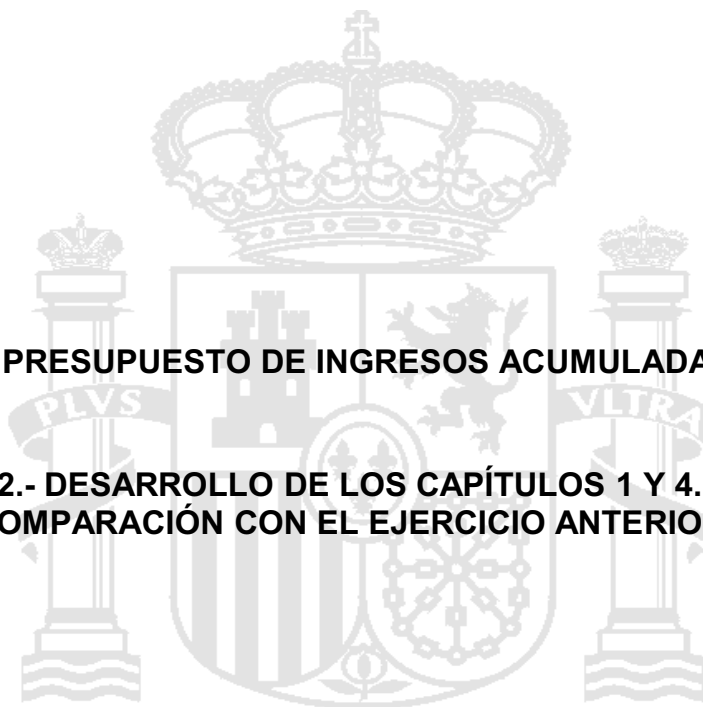 PRESUPUESTO DE INGRESOS ACUMULADA
PLVS
VLTRA
2.- DESARROLLO DE LOS CAPÍTULOS 1 Y 4.
OMPARACIÓN CON EL EJERCICIO ANTERIO